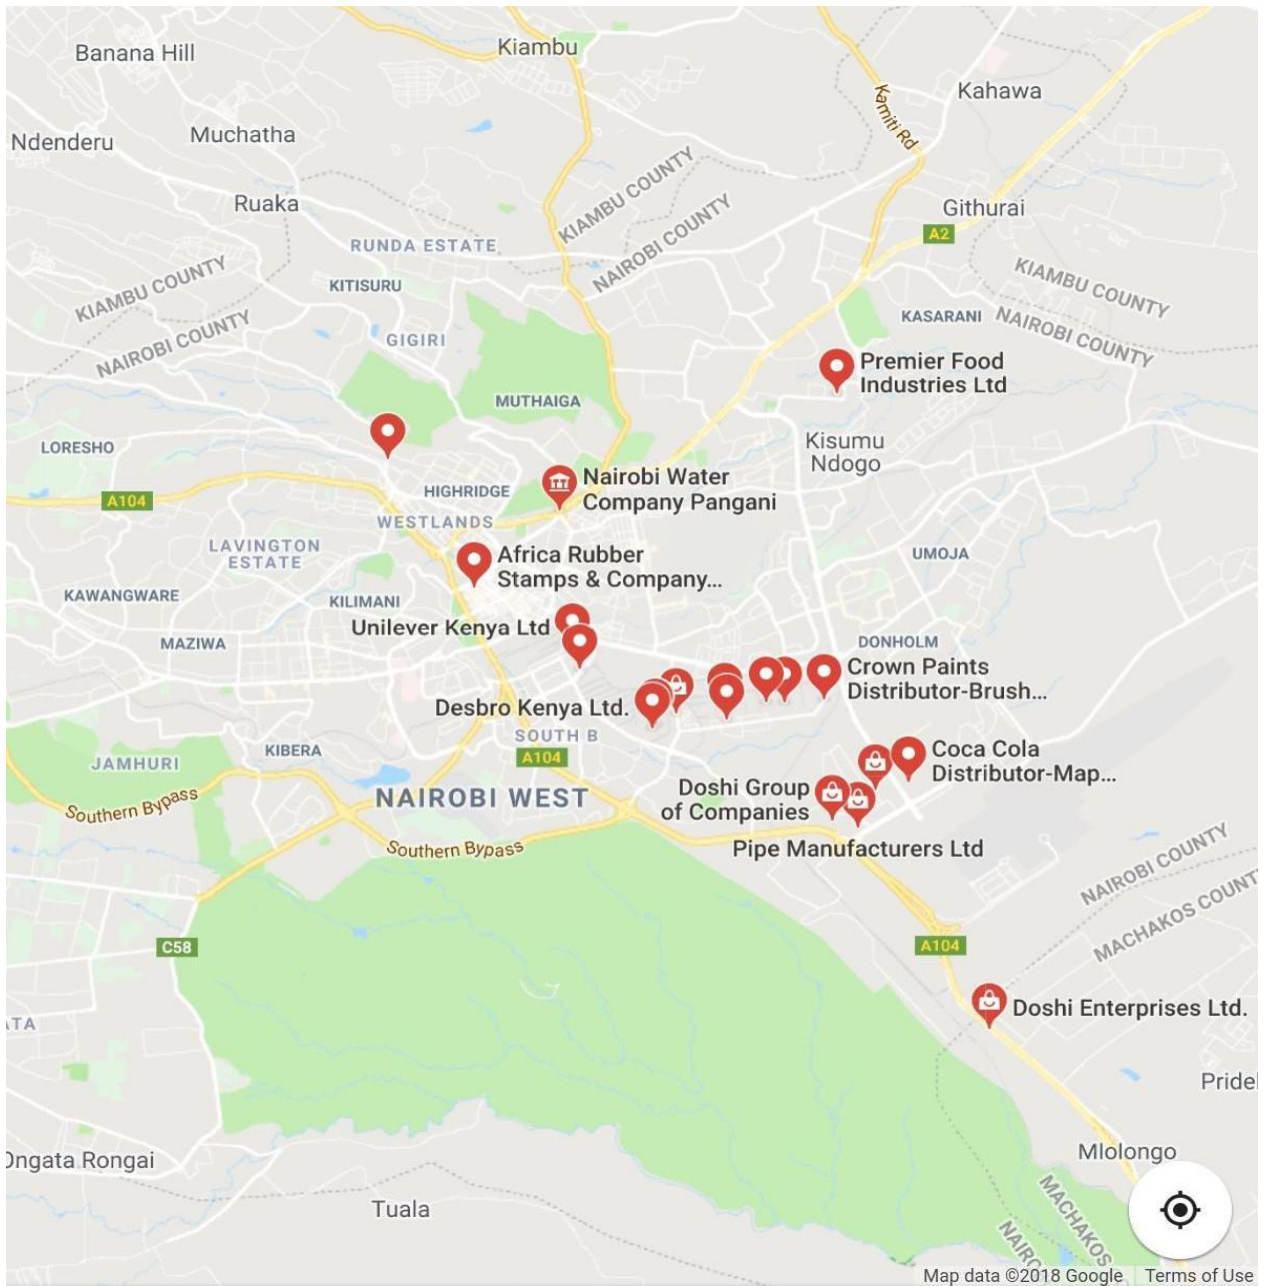 Banana Hill
Kiambu
Kahawa
Kamiti Rd
Ndenderu
Muchatha
Ruaka
KIAMBU COUNTY
NAIROBI COUNTY
Githurai
A2
RUNDA ESTATE
KITISURU
KIAMBU COUNTY
NAIROBI COUNTY
KIAMBU COUNTY
NAIROBI COUNTY
KASARANI
GIGIRI
Premier Food
Industries Ltd
MUTHAIGA
LORESHO
Kisumu
Ndogo
Nairobi Water
Company Pangani
HIGHRIDGE
A104
WESTLANDS
LAVINGTON
ESTATE
Africa Rubber
Stamps & Company...
UMOJA
KAWANGWARE
KILIMANI
Unilever Kenya Ltd
MAZIWA
DONHOLM
Crown Paints
Distributor-Brush...
Desbro Kenya Ltd.
SOUTH B
A104
KIBERA
JAMHURI
Coca Cola
Distributor-Map...
Doshi Group
of Companies
NAIROBI WEST
Southern Bypass
Southern Bypass
Pipe Manufacturers Ltd
NAIROBI COUNTY
MACHAKOS COUNT
C58
A104
Doshi Enterprises Ltd.
ATA
Pridel
Mlolongo
Ongata Rongai
Tuala
MACHAKOS
NAIRO
Map data ©2018 Google
Terms of Use